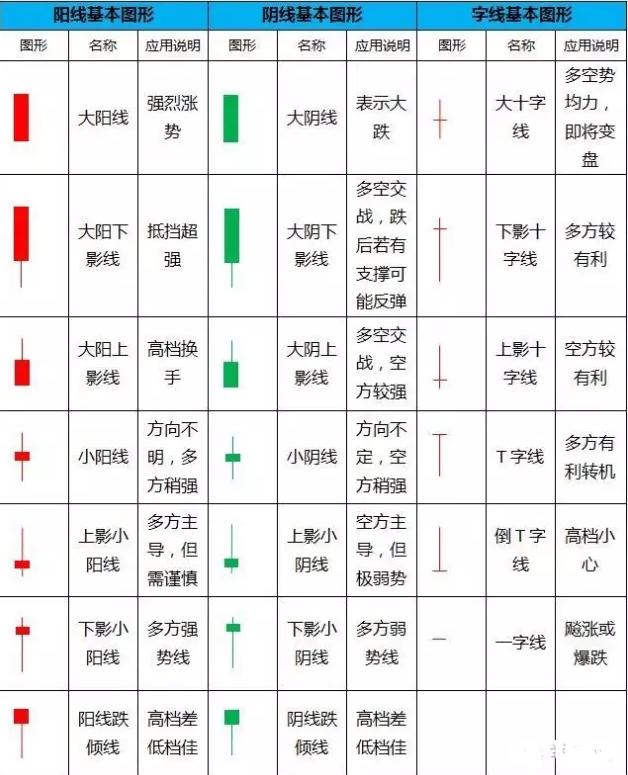 阳线基本图形 阴线基本图形 字线基本图形
图形 名称 应用说明 图形 名称 应用说明 图形 名称 应用说明
大阳线
强烈涨
势
大阴线
表示大
跌
大十字
线
多空势
均力，
即将变
盘
大阳下
影线
抵挡超
强
大阴下
影线
多空交
战，跌
后若有
支撑可
能反弹
下影十
字线
多方较
有利
大阳上
影线
高档换
手
大阴上
影线
多空交
战，空
方较强
上影十
字线
空方较
有利
小阳线
方向不
明，多
方稍强
小阴线
方向不
定，空
方稍强
T字线
多方有
利转机
上影小
阳线
多方主
导，但
需谨慎
上影小
阴线
空方主
导，但
极弱势
倒T字
线
高档小
心
下影小
阳线
多方强
势线
下影小
阴线
多方弱
势线
一字线
飚涨或
爆跌
阳线跌
倾线
高档差
低档佳
阴线跌
倾线
高档差
低档佳